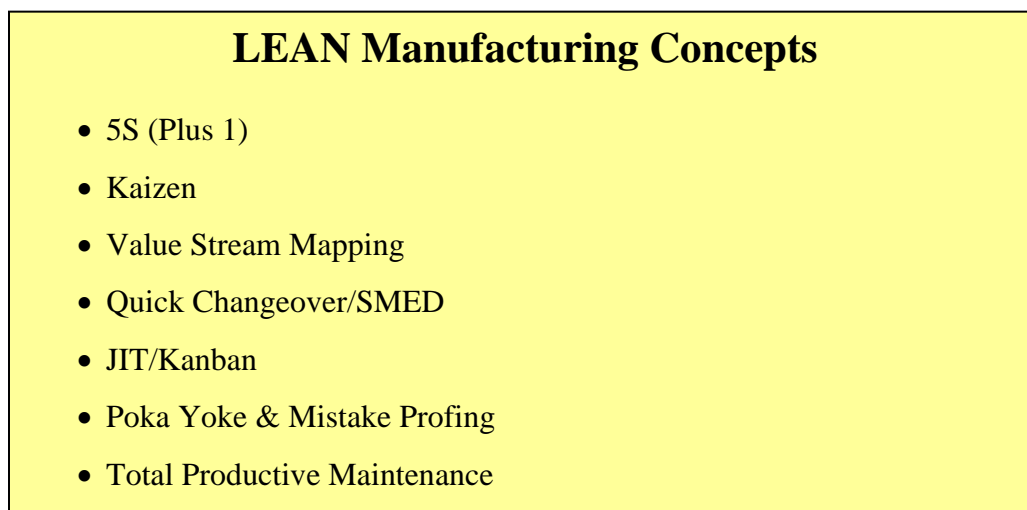 LEAN Manufacturing Concepts
• 5S (Plus 1)
• Kaizen
• Value Stream Mapping
• Quick Changeover/SMED
• JIT/Kanban
• Poka Yoke & Mistake Profing
• Total Productive Maintenance